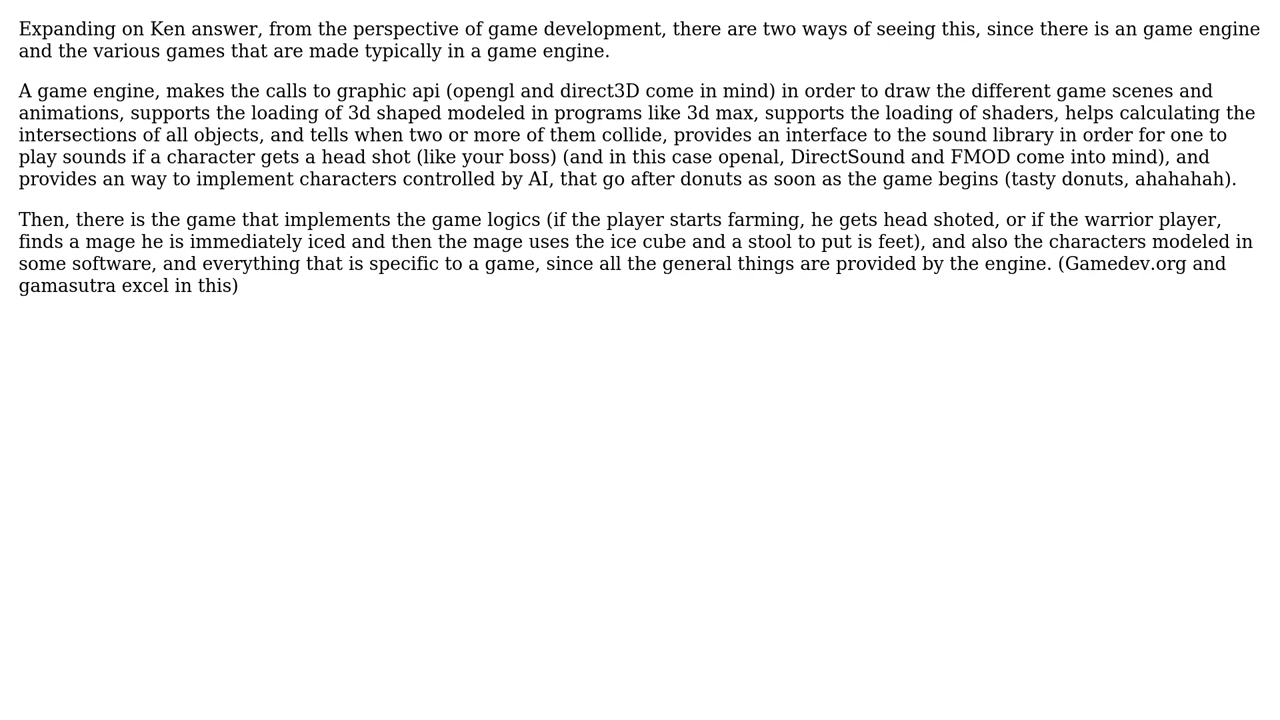 Expanding on Ken answer, from the perspective of game development, there are two ways of seeing this, since there is an game engine
and the various games that are made typically in a game engine.
A game engine, makes the calls to graphic api (opengl and direct3D come in mind) in order to draw the different game scenes and
animations, supports the loading of 3d shaped modeled in programs like 3d max, supports the loading of shaders, helps calculating the
intersections of all objects, and tells when two or more of them collide, provides an interface to the sound library in order for one to
play sounds if a character gets a head shot (like your boss) (and in this case openal, DirectSound and FMOD come into mind), and
provides an way to implement characters controlled by AI, that go after donuts as soon as the game begins (tasty donuts, ahahahah).
Then, there is the game that implements the game logics (if the player starts farming, he gets head shoted, or if the warrior player,
finds a mage he is immediately iced and then the mage uses the ice cube and a stool to put is feet), and also the characters modeled in
some software, and everything that is specific to a game, since all the general things are provided by the engine. (Gamedev.org and
gamasutra excel in this)